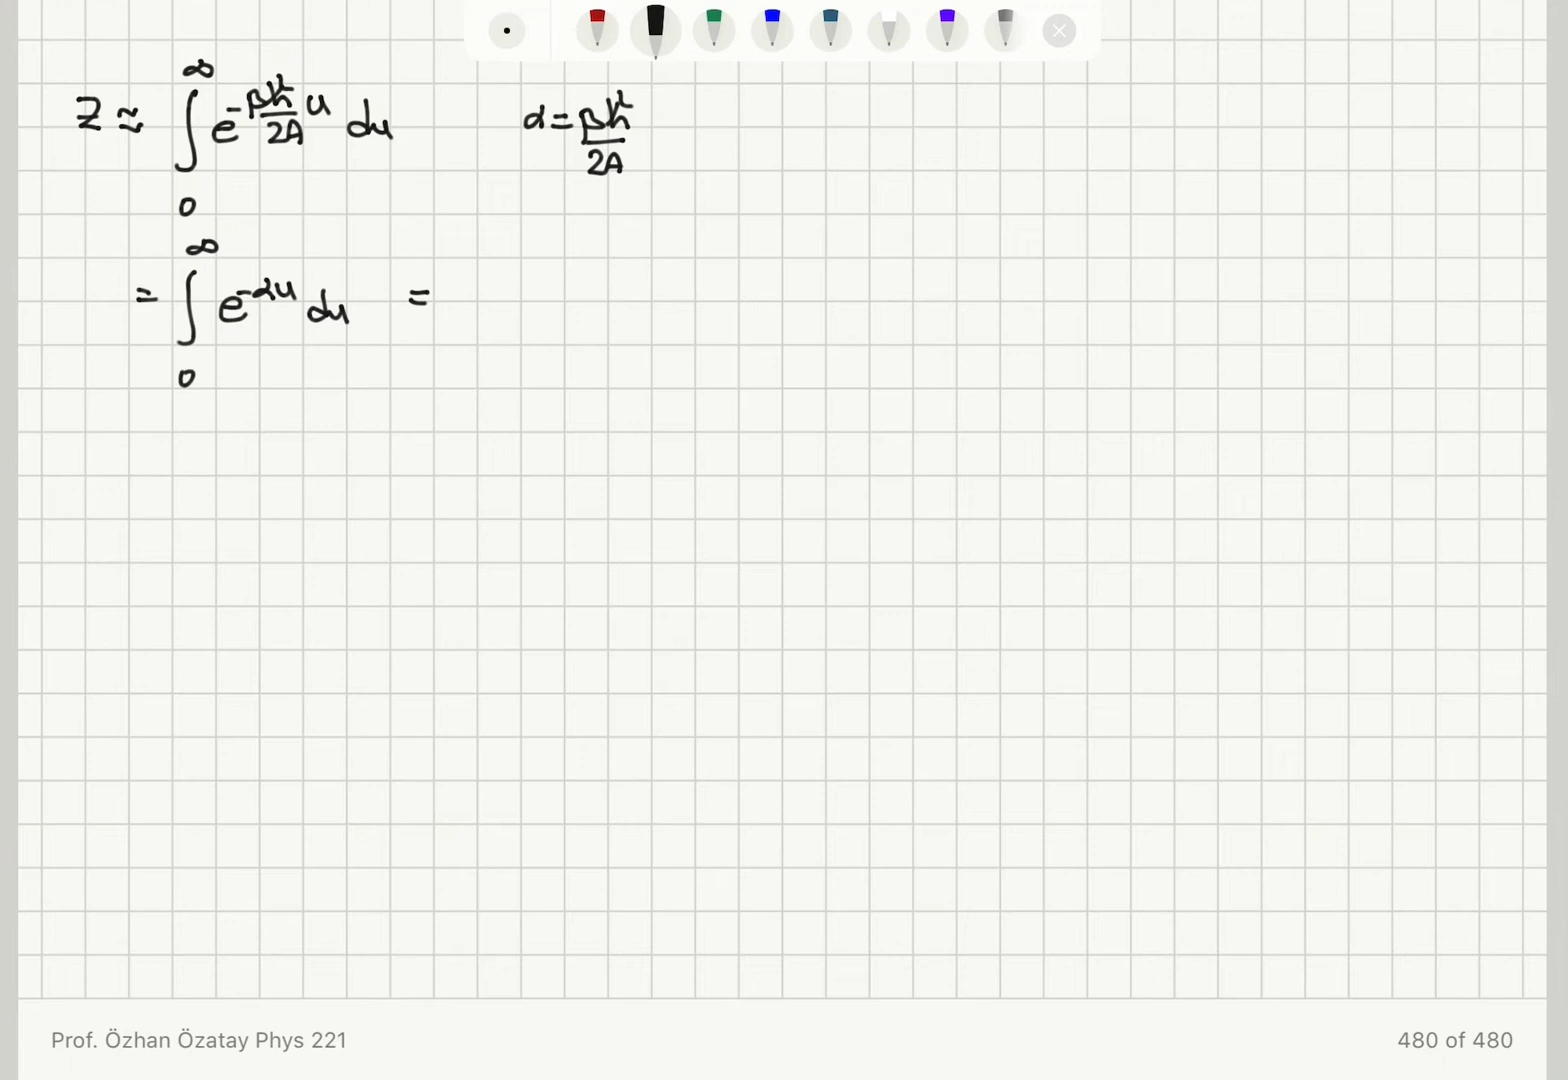 Z ≈ ∫₀^∞ e^(-βħ²/2A u) du α = βħ²/2A
= ∫₀^∞ e^(-αu) du =
Prof. Özhan Özatay Phys 221
480 of 480